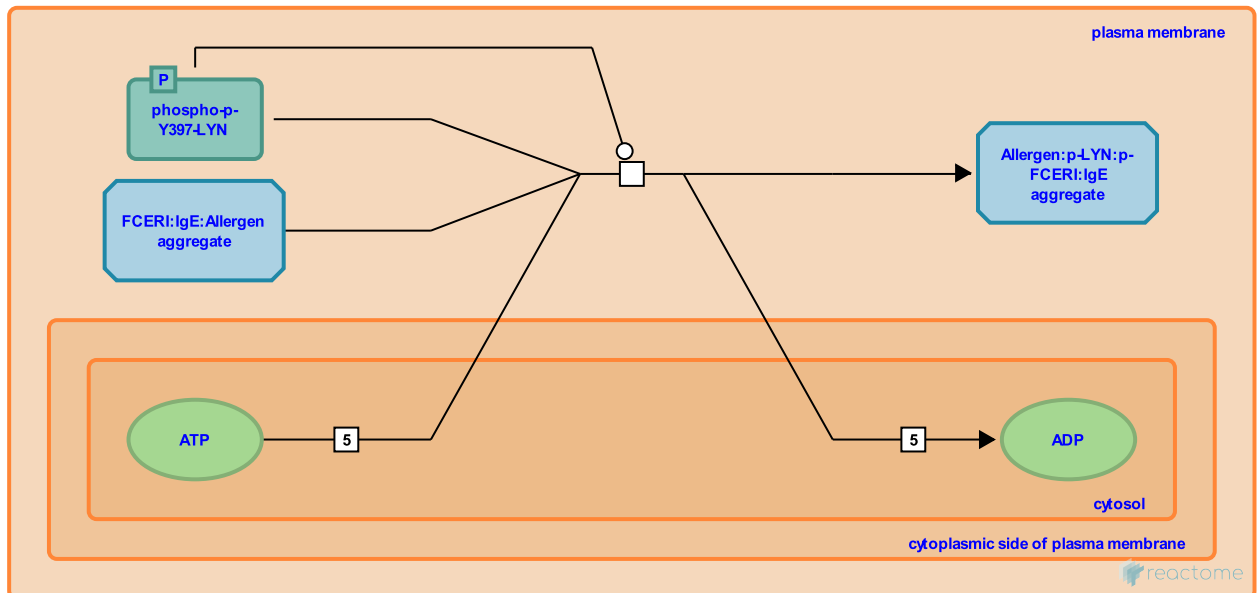 plasma membrane
P
phospho-p-
Y397-LYN
FCERI:IgE:Allergen
aggregate
Allergen:p-LYN:p-
FCERI:IgE
aggregate
ATP
5
5
ADP
cytosol
cytoplasmic side of plasma membrane
reactome